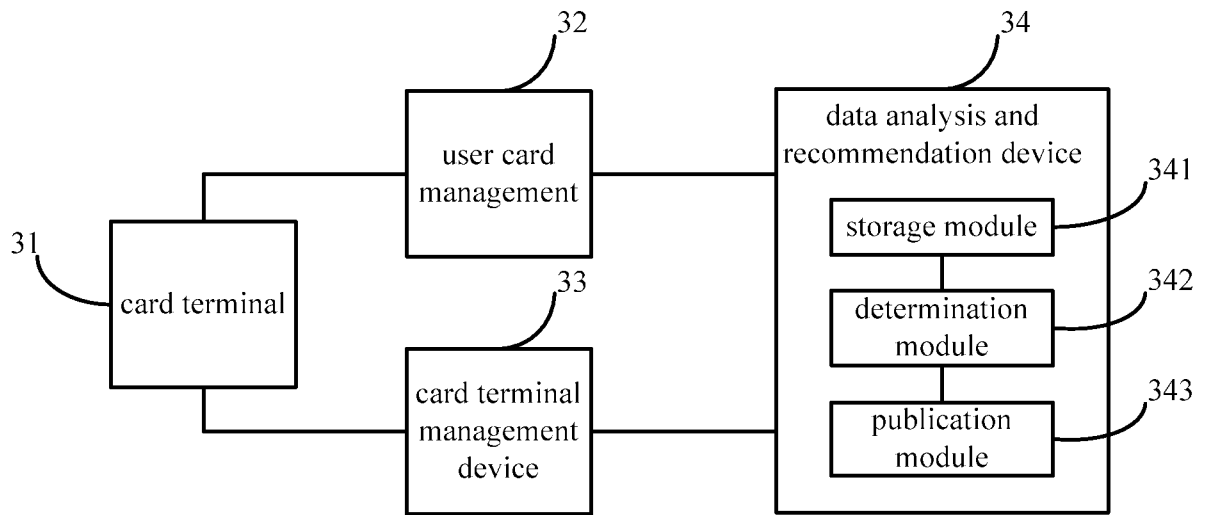 32
34
user card
management
data analysis and
recommendation device
341
storage module
31
card terminal
33
342
determination
module
card terminal
management
device
343
publication
module